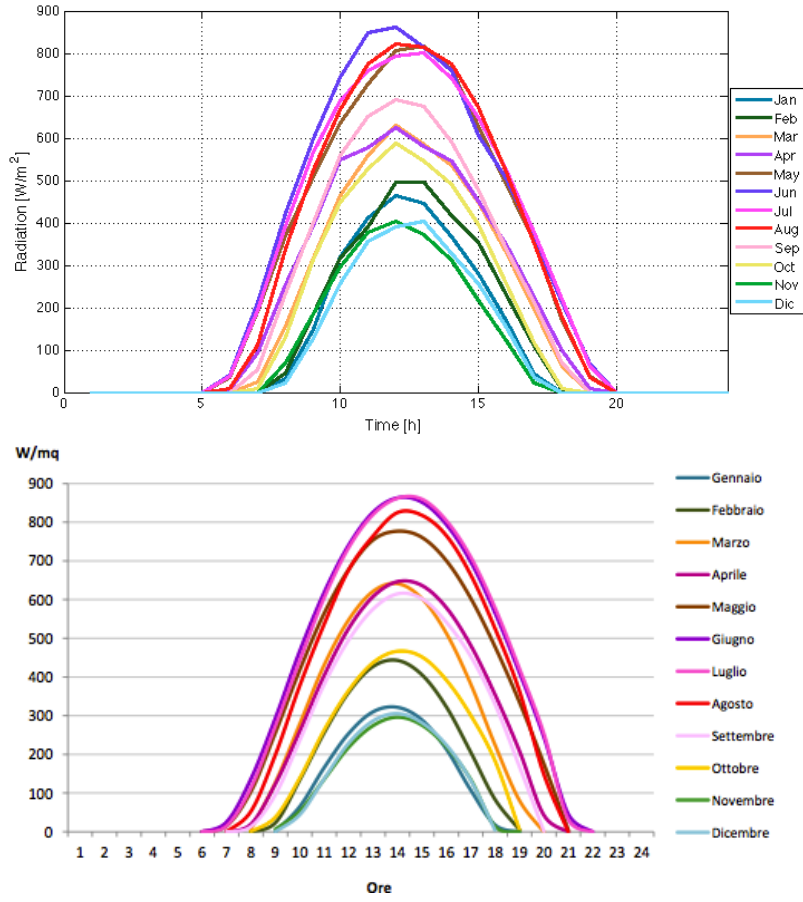 900
800
700
600
500
400
300
200
100
0
Radiation [W/m²]
0 5 10 15 20
Time [h]
Jan
Feb
Mar
Apr
May
Jun
Jul
Aug
Sep
Oct
Nov
Dic
W/mq
900
800
700
600
500
400
300
200
100
0
1 2 3 4 5 6 7 8 9 10 11 12 13 14 15 16 17 18 19 20 21 22 23 24
Ore
Gennaio
Febbraio
Marzo
Aprile
Maggio
Giugno
Luglio
Agosto
Settembre
Ottobre
Novembre
Dicembre